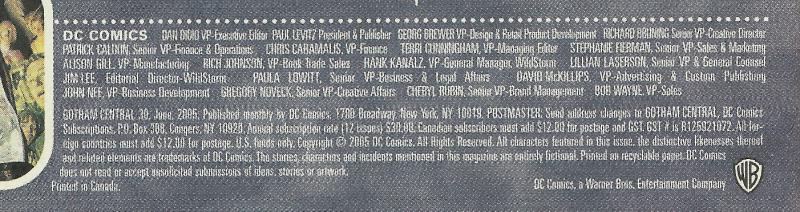 DC COMICS DAN DIDIO VP-Executive Editor PAUL LEVITZ President & Publisher GEORG BREWER VP-Design & Retail Product Development RICHARD BRUNING Senior VP-Creative Director
PATRICK CALDON, Senior VP-Finance & Operations CHRIS CARAMALIS, VP-Finance TERRI CUNNINGHAM, VP-Managing Editor STEPHANIE FIERMAN, Senior VP-Sales & Marketing
ALISON GILL, VP-Manufacturing RICH JOHNSON, VP-Book Trade Sales HANK KANALZ, VP-General Manager, WildStorm LILLIAN LASERSON, Senior VP & General Counsel
JIM LEE, Editorial Director-WildStorm PAULA LOWITT, Senior VP-Business & Legal Affairs DAVID McKILLIPS, VP-Advertising & Custom Publishing
JOHN NEE, VP-Business Development GREGORY NOVECK, Senior VP-Creative Affairs CHERYL RUBIN, Senior VP-Brand Management BOB WAYNE, VP-Sales
GOTHAM CENTRAL 30, June, 2005. Published monthly by DC Comics, 1700 Broadway, New York, NY 10019. POSTMASTER: Send address changes to GOTHAM CENTRAL, DC Comics
Subscriptions, P.O. Box 308, Congers, NY 10920. Annual subscription rate (12 issues) $30.00. Canadian subscribers must add $12.00 for postage and GST. GST # is R125921072. All for-
eign countries must add $12.00 for postage. U.S. funds only. Copyright © 2005 DC Comics. All Rights Reserved. All characters featured in this issue, the distinctive likenesses thereof
and related elements are trademarks of DC Comics. The stories, characters and incidents mentioned in this magazine are entirely fictional. Printed on recyclable paper. DC Comics
does not read or accept unsolicited submissions of ideas, stories or artwork.
Printed in Canada. DC Comics, a Warner Bros. Entertainment Company WB